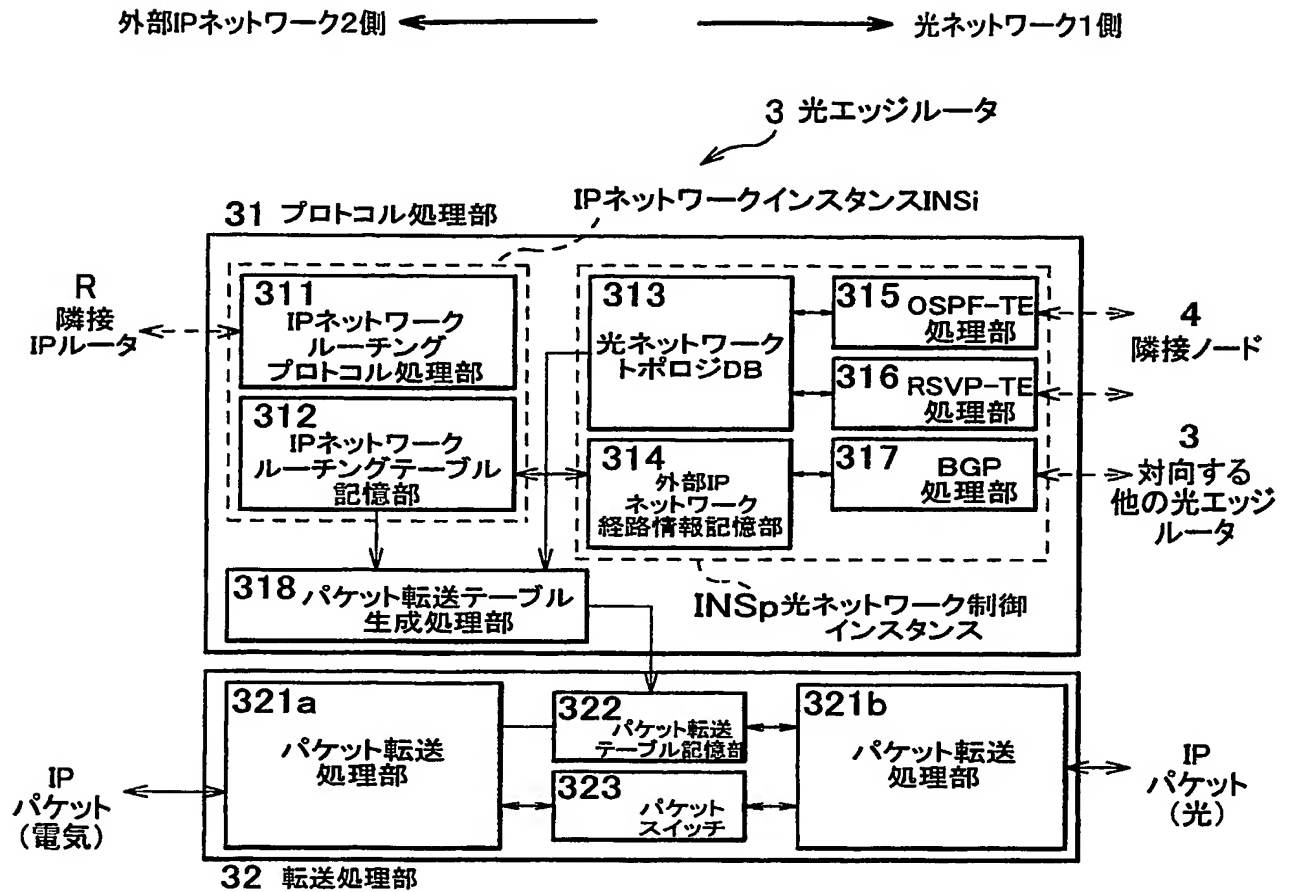 外部IPネットワーク2側
光ネットワーク1側
3 光エッジルータ
IPネットワークインスタンスINSi
31 プロトコル処理部
R
隣接
IPルータ
311
IPネットワーク
ルーチング
プロトコル処理部
312
IPネットワーク
ルーチングテーブル
記憶部
313
光ネットワーク
トポロジDB
314
外部IP
ネットワーク
経路情報記憶部
315 OSPF-TE
処理部
316 RSVP-TE
処理部
317 BGP
処理部
4
隣接ノード
3
対向する
他の光エッジ
ルータ
318 パケット転送テーブル
生成処理部
INSp光ネットワーク制御
インスタンス
321a
パケット転送
処理部
322
パケット転送
テーブル記憶部
323
パケット
スイッチ
321b
パケット転送
処理部
IP
パケット
(電気)
IP
パケット
(光)
32 転送処理部